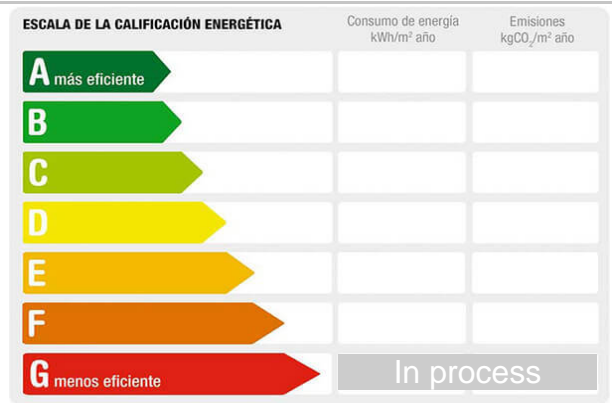 ESCALA DE LA CALIFICACIÓN ENERGÉTICA
Consumo de energía
kWh/m² año
Emisiones
kgCO₂/m² año
A más eficiente
B
C
D
E
F
G menos eficiente
In process